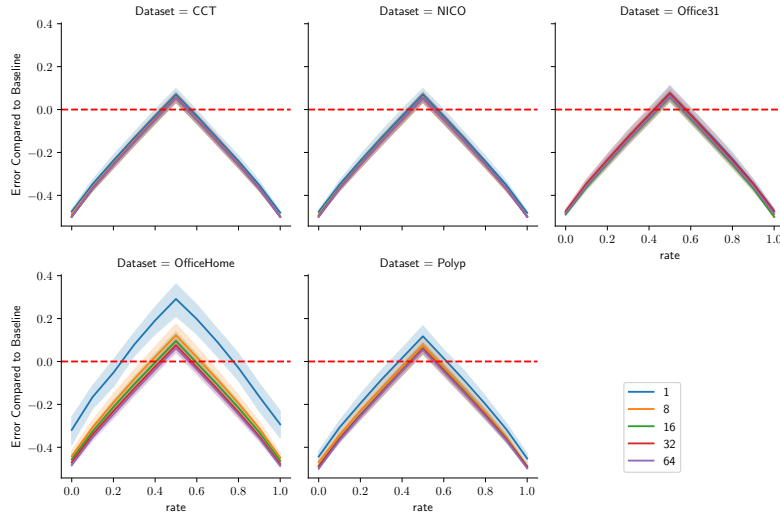 Dataset = CCT
Dataset = NICO
Dataset = Office31
Error Compared to Baseline
0.4
0.2
0.0
−0.2
−0.4
0.0 0.2 0.4 0.6 0.8 1.0
rate
Dataset = OfficeHome
Dataset = Polyp
Error Compared to Baseline
0.4
0.2
0.0
−0.2
−0.4
0.0 0.2 0.4 0.6 0.8 1.0
rate
0.0 0.2 0.4 0.6 0.8 1.0
rate
1
8
16
32
64